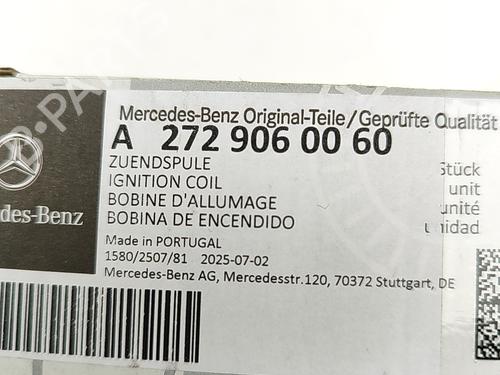 Mercedes-Benz Original-Teile/Geprüfte Qualität
A 272 906 00 60
ZUENDSPULE
IGNITION COIL
BOBINE D'ALLUMAGE
BOBINA DE ENCENDIDO
Stück
unit
unité
unidad
des-Benz
Made in PORTUGAL
1580/2507/81 2025-07-02
Mercedes-Benz AG, Mercedesstr.120, 70372 Stuttgart, DE